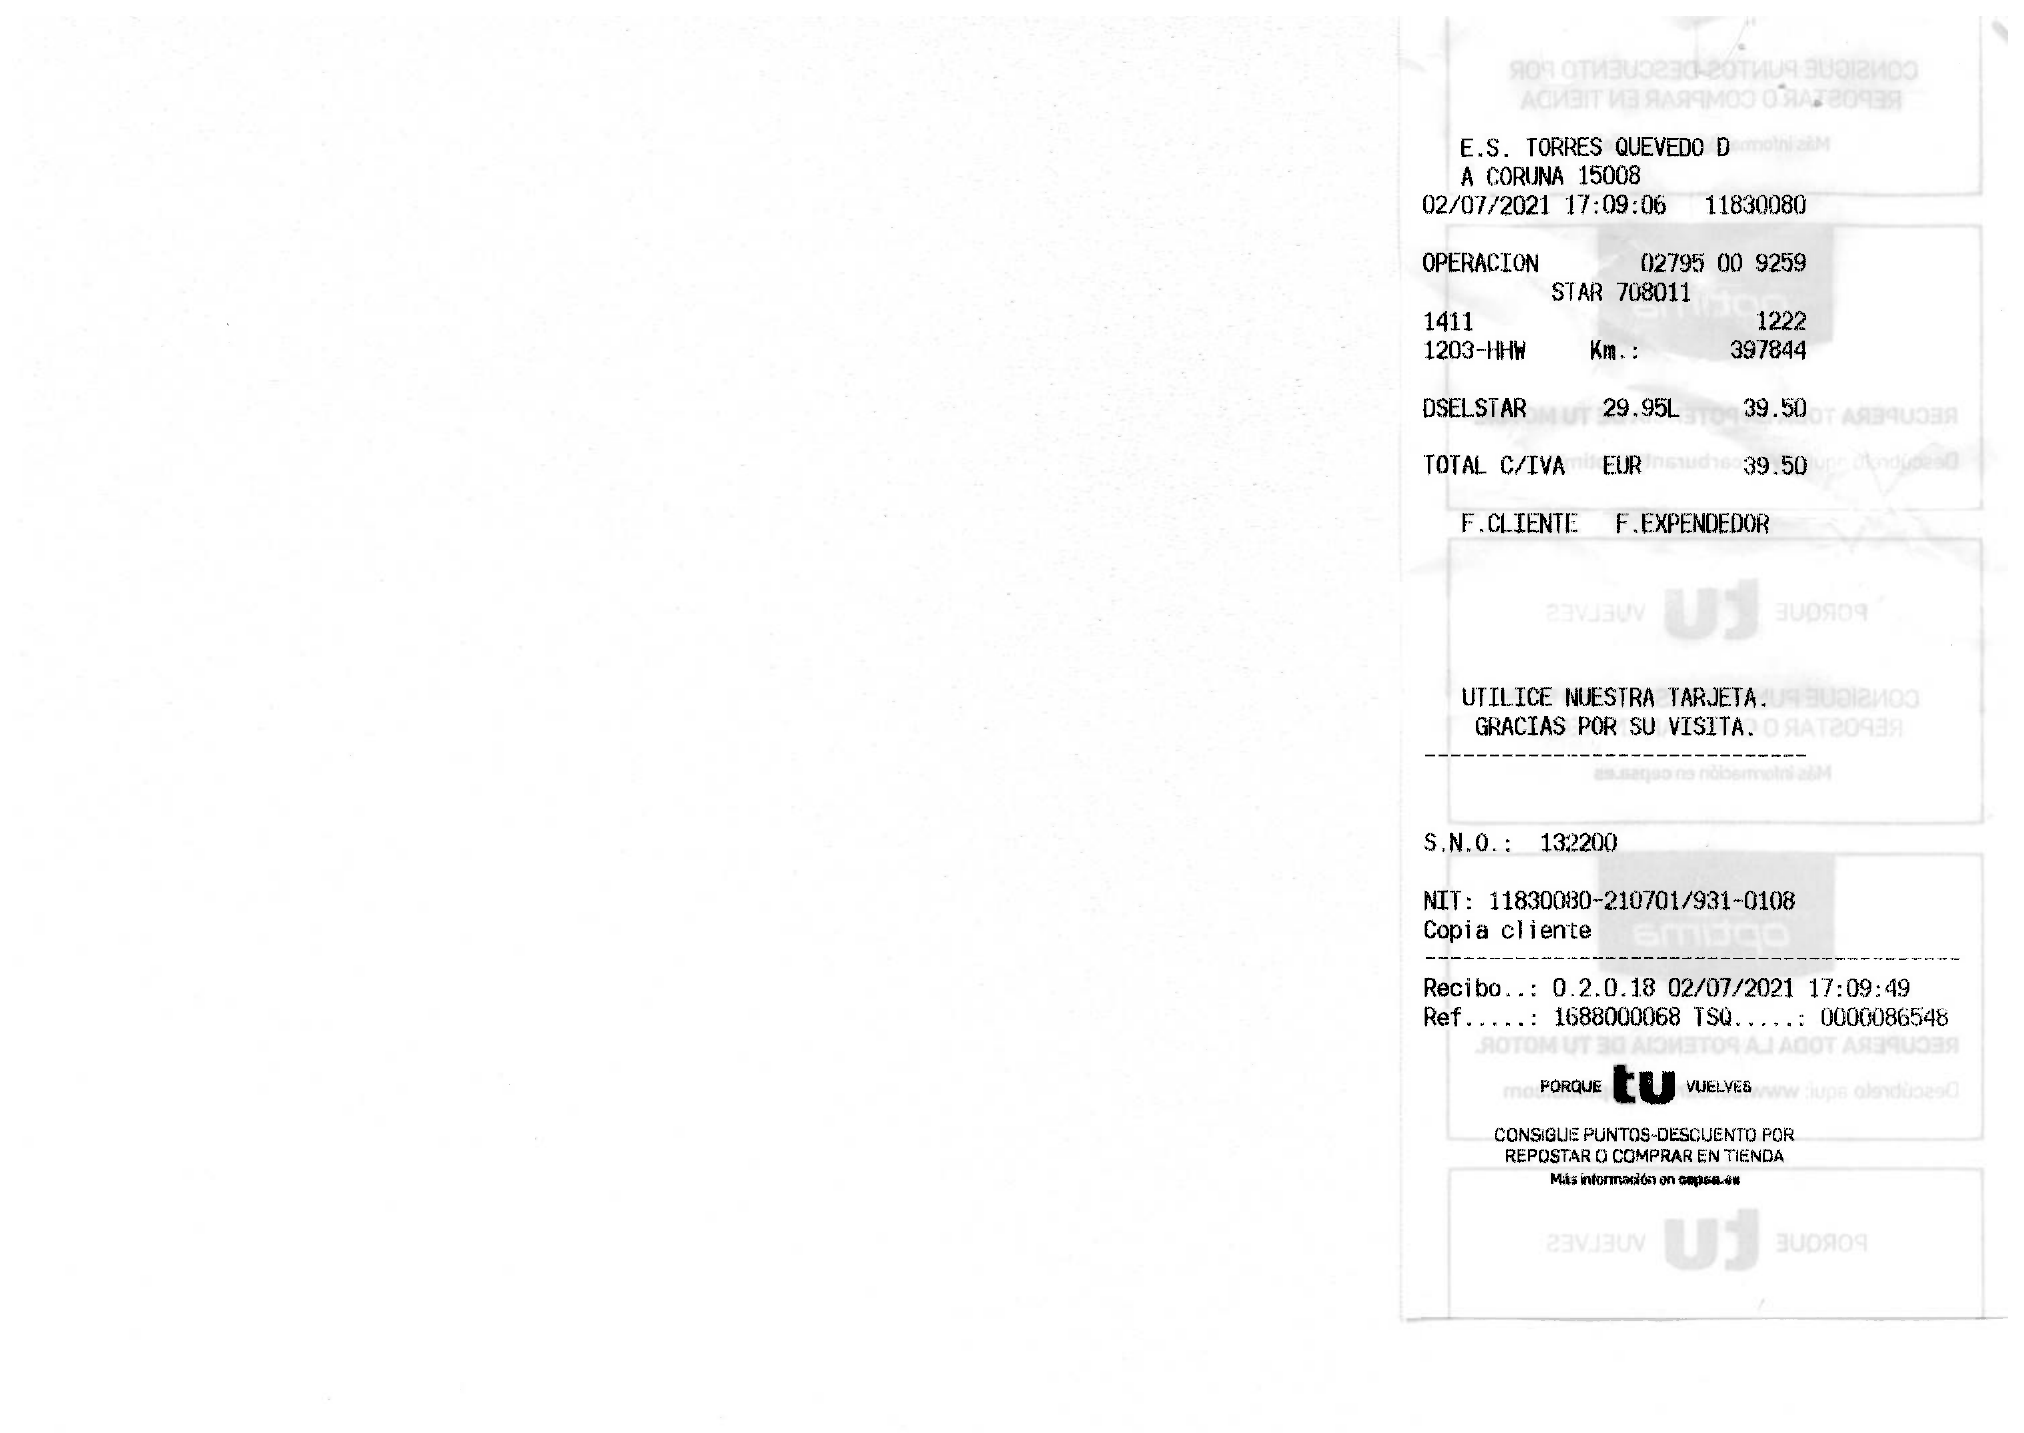 E.S. TORRES QUEVEDO D
A CORUNA 15008
02/07/2021 17:09:06 11830080
OPERACION 02795 00 9259
STAR 708011
1411 1222
1203-HHW Km.: 397844
DSELSTAR 29.95L 39.50
TOTAL C/IVA EUR 39.50
F.CLIENTE F.EXPENDEDOR
UTILICE NUESTRA TARJETA.
GRACIAS POR SU VISITA.
------------------------------
S.N.O.: 132200
NIT: 11830080-210701/931-0108
Copia cliente
------------------------------------------
Recibo..: 0.2.0.18 02/07/2021 17:09:49
Ref.....: 1688000068 TSQ.....: 0000086548
PORQUE tu VUELVES
CONSIGUE PUNTOS-DESCUENTO POR
REPOSTAR O COMPRAR EN TIENDA
Más información en cepsa.es